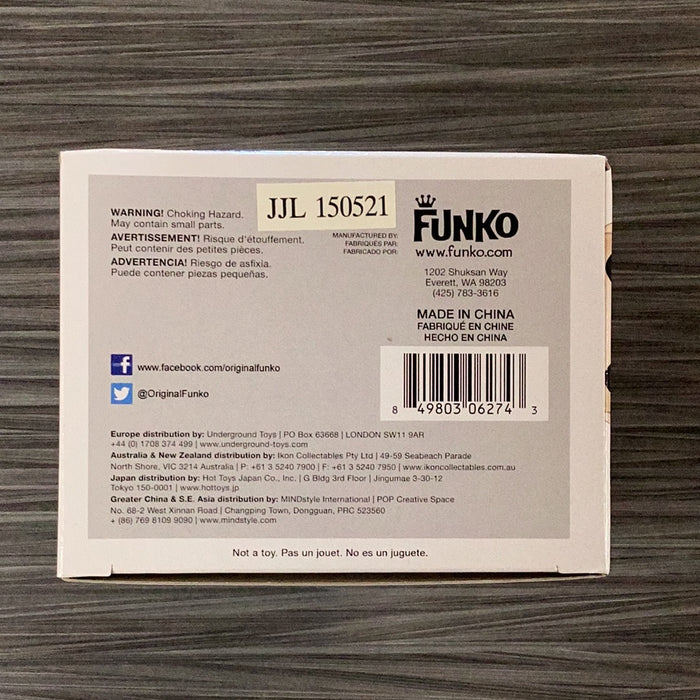 WARNING! Choking Hazard.
May contain small parts.
AVERTISSEMENT! Risque d'étouffement.
Peut contenir des petites pièces.
ADVERTENCIA! Riesgo de asfixia.
Puede contener piezas pequeñas.
JJL 150521
MANUFACTURED BY:
FABRIQUÉS PAR:
FABRICADO POR:
FUNKO
www.funko.com
1202 Shuksan Way
Everett, WA 98203
(425) 783-3616
MADE IN CHINA
FABRIQUÉ EN CHINE
HECHO EN CHINA
8 49803 06274 3
www.facebook.com/originalfunko
@OriginalFunko
Europe distribution by: Underground Toys | PO Box 63668 | LONDON SW11 9AR
+44 (0) 1708 374 499 | www.underground-toys.com
Australia & New Zealand distribution by: Ikon Collectables Pty Ltd | 49-59 Seabeach Parade
North Shore, VIC 3214 Australia | P: +61 3 5240 7900 | F: +61 3 5240 7950 | www.ikoncollectables.com.au
Japan distribution by: Hot Toys Japan Co., Inc. | G Bldg 3rd Floor | Jingumae 3-30-12
Tokyo 150-0001 | www.hottoys.jp
Greater China & S.E. Asia distribution by: MINDstyle International | POP Creative Space
No. 68-2 West Xinnan Road | Changping Town, Dongguan, PRC 523560
+ (86) 769 8109 9090 | www.mindstyle.com
Not a toy. Pas un jouet. No es un juguete.